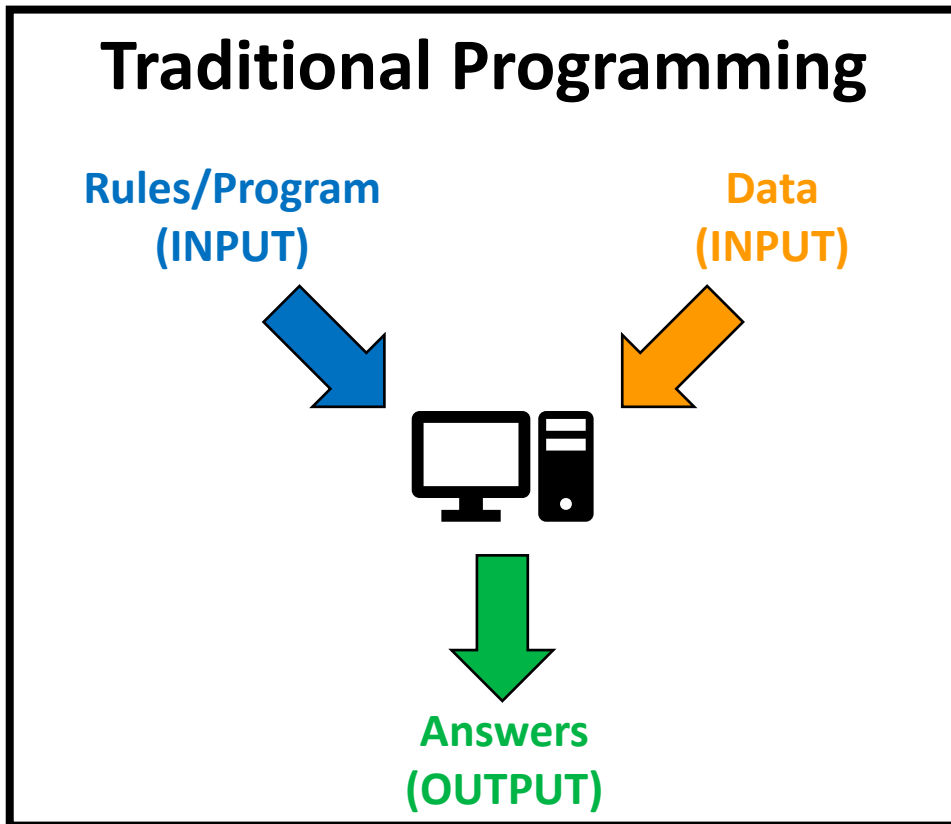 Traditional Programming
Rules/Program
(INPUT)
Data
(INPUT)
Answers
(OUTPUT)